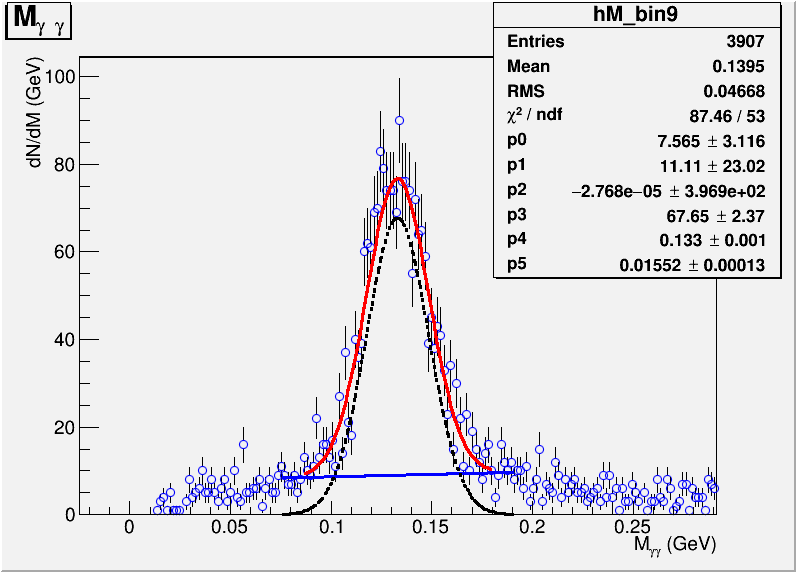 M_γ γ
hM_bin9
Entries 3907
Mean 0.1395
RMS 0.04668
χ² / ndf 87.46 / 53
p0 7.565 ± 3.116
p1 11.11 ± 23.02
p2 −2.768e−05 ± 3.969e+02
p3 67.65 ± 2.37
p4 0.133 ± 0.001
p5 0.01552 ± 0.00013
dN/dM (GeV)
100
80
60
40
20
0
0 0.05 0.1 0.15 0.2 0.25
M_γγ (GeV)